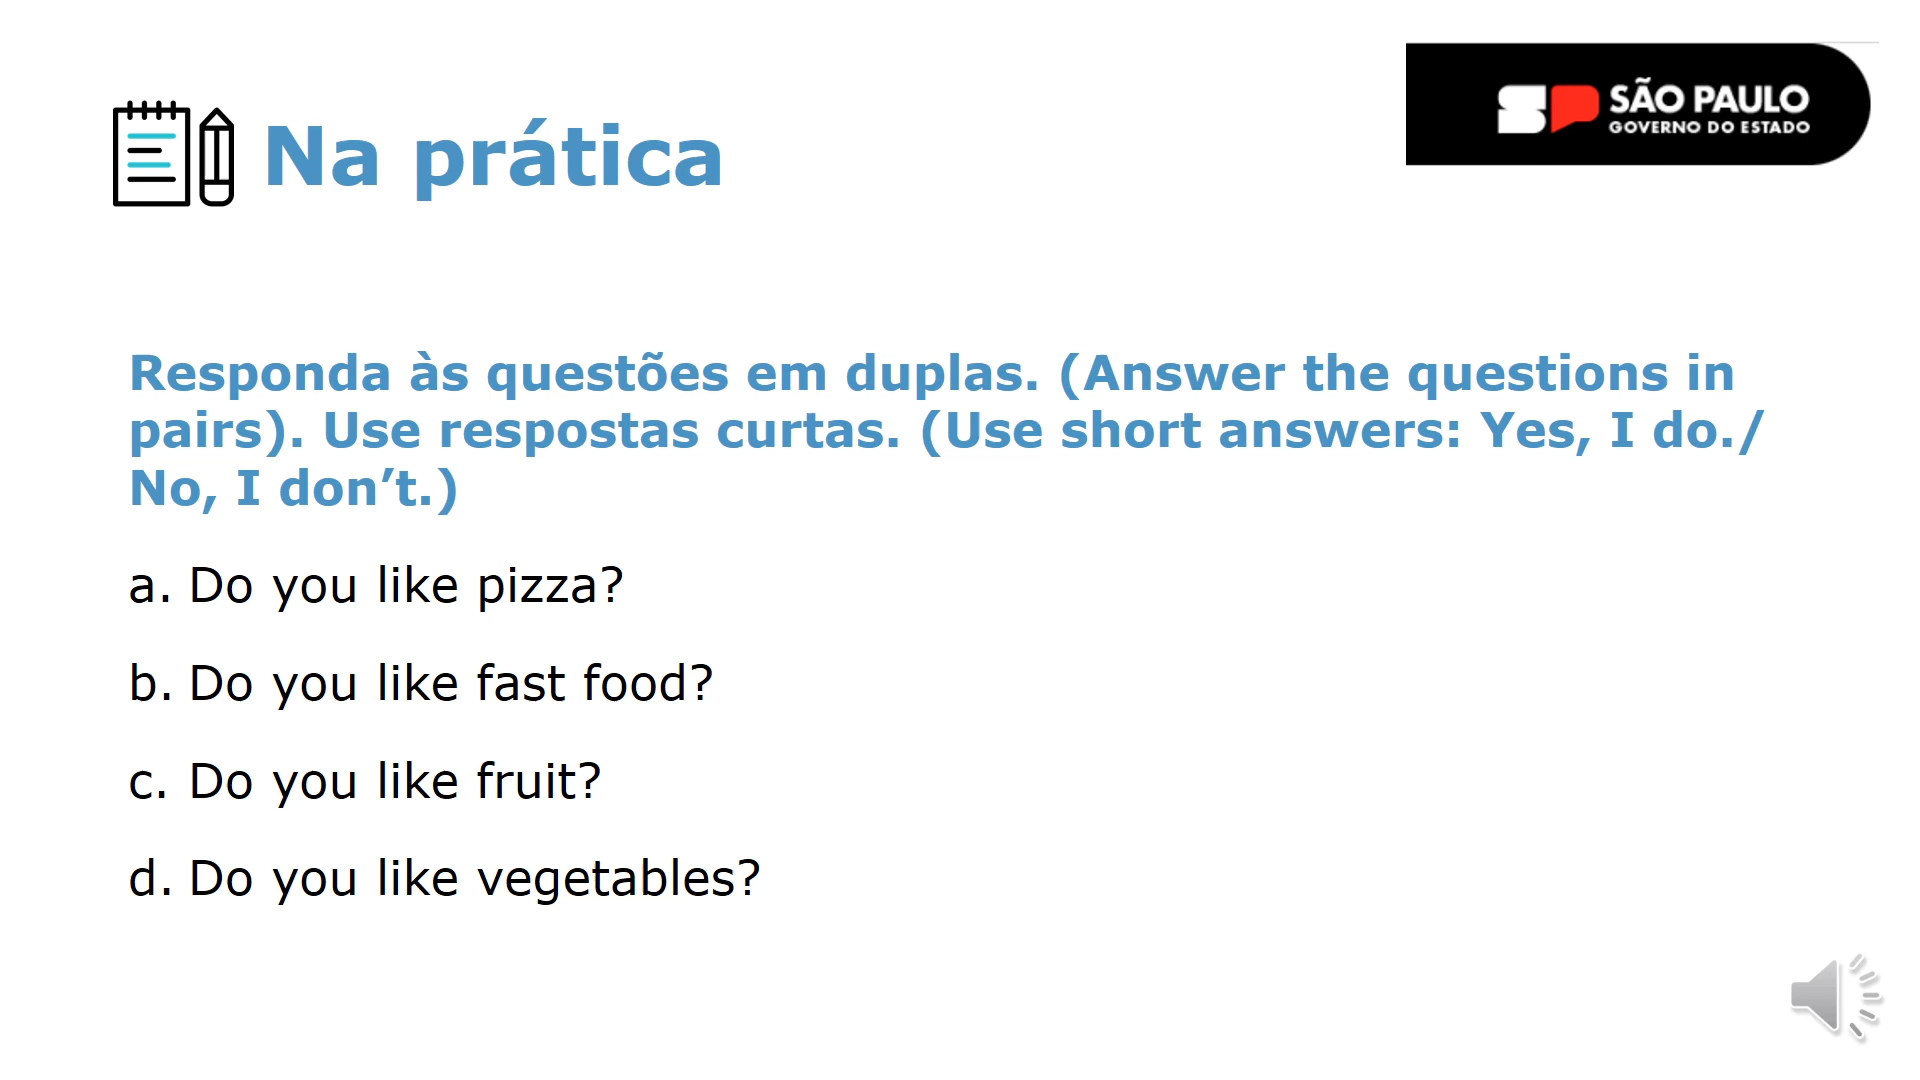 Na prática
SÃO PAULO
GOVERNO DO ESTADO
Responda às questões em duplas. (Answer the questions in
pairs). Use respostas curtas. (Use short answers: Yes, I do./
No, I don’t.)
a. Do you like pizza?
b. Do you like fast food?
c. Do you like fruit?
d. Do you like vegetables?